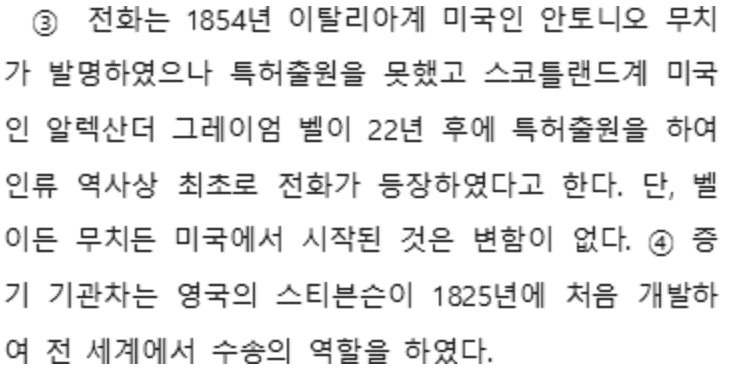 ③ 전화는 1854년 이탈리아계 미국인 안토니오 무치
가 발명하였으나 특허출원을 못했고 스코틀랜드계 미국
인 알렉산더 그레이엄 벨이 22년 후에 특허출원을 하여
인류 역사상 최초로 전화가 등장하였다고 한다. 단, 벨
이든 무치든 미국에서 시작된 것은 변함이 없다. ④ 증
기 기관차는 영국의 스티븐슨이 1825년에 처음 개발하
여 전 세계에서 수송의 역할을 하였다.